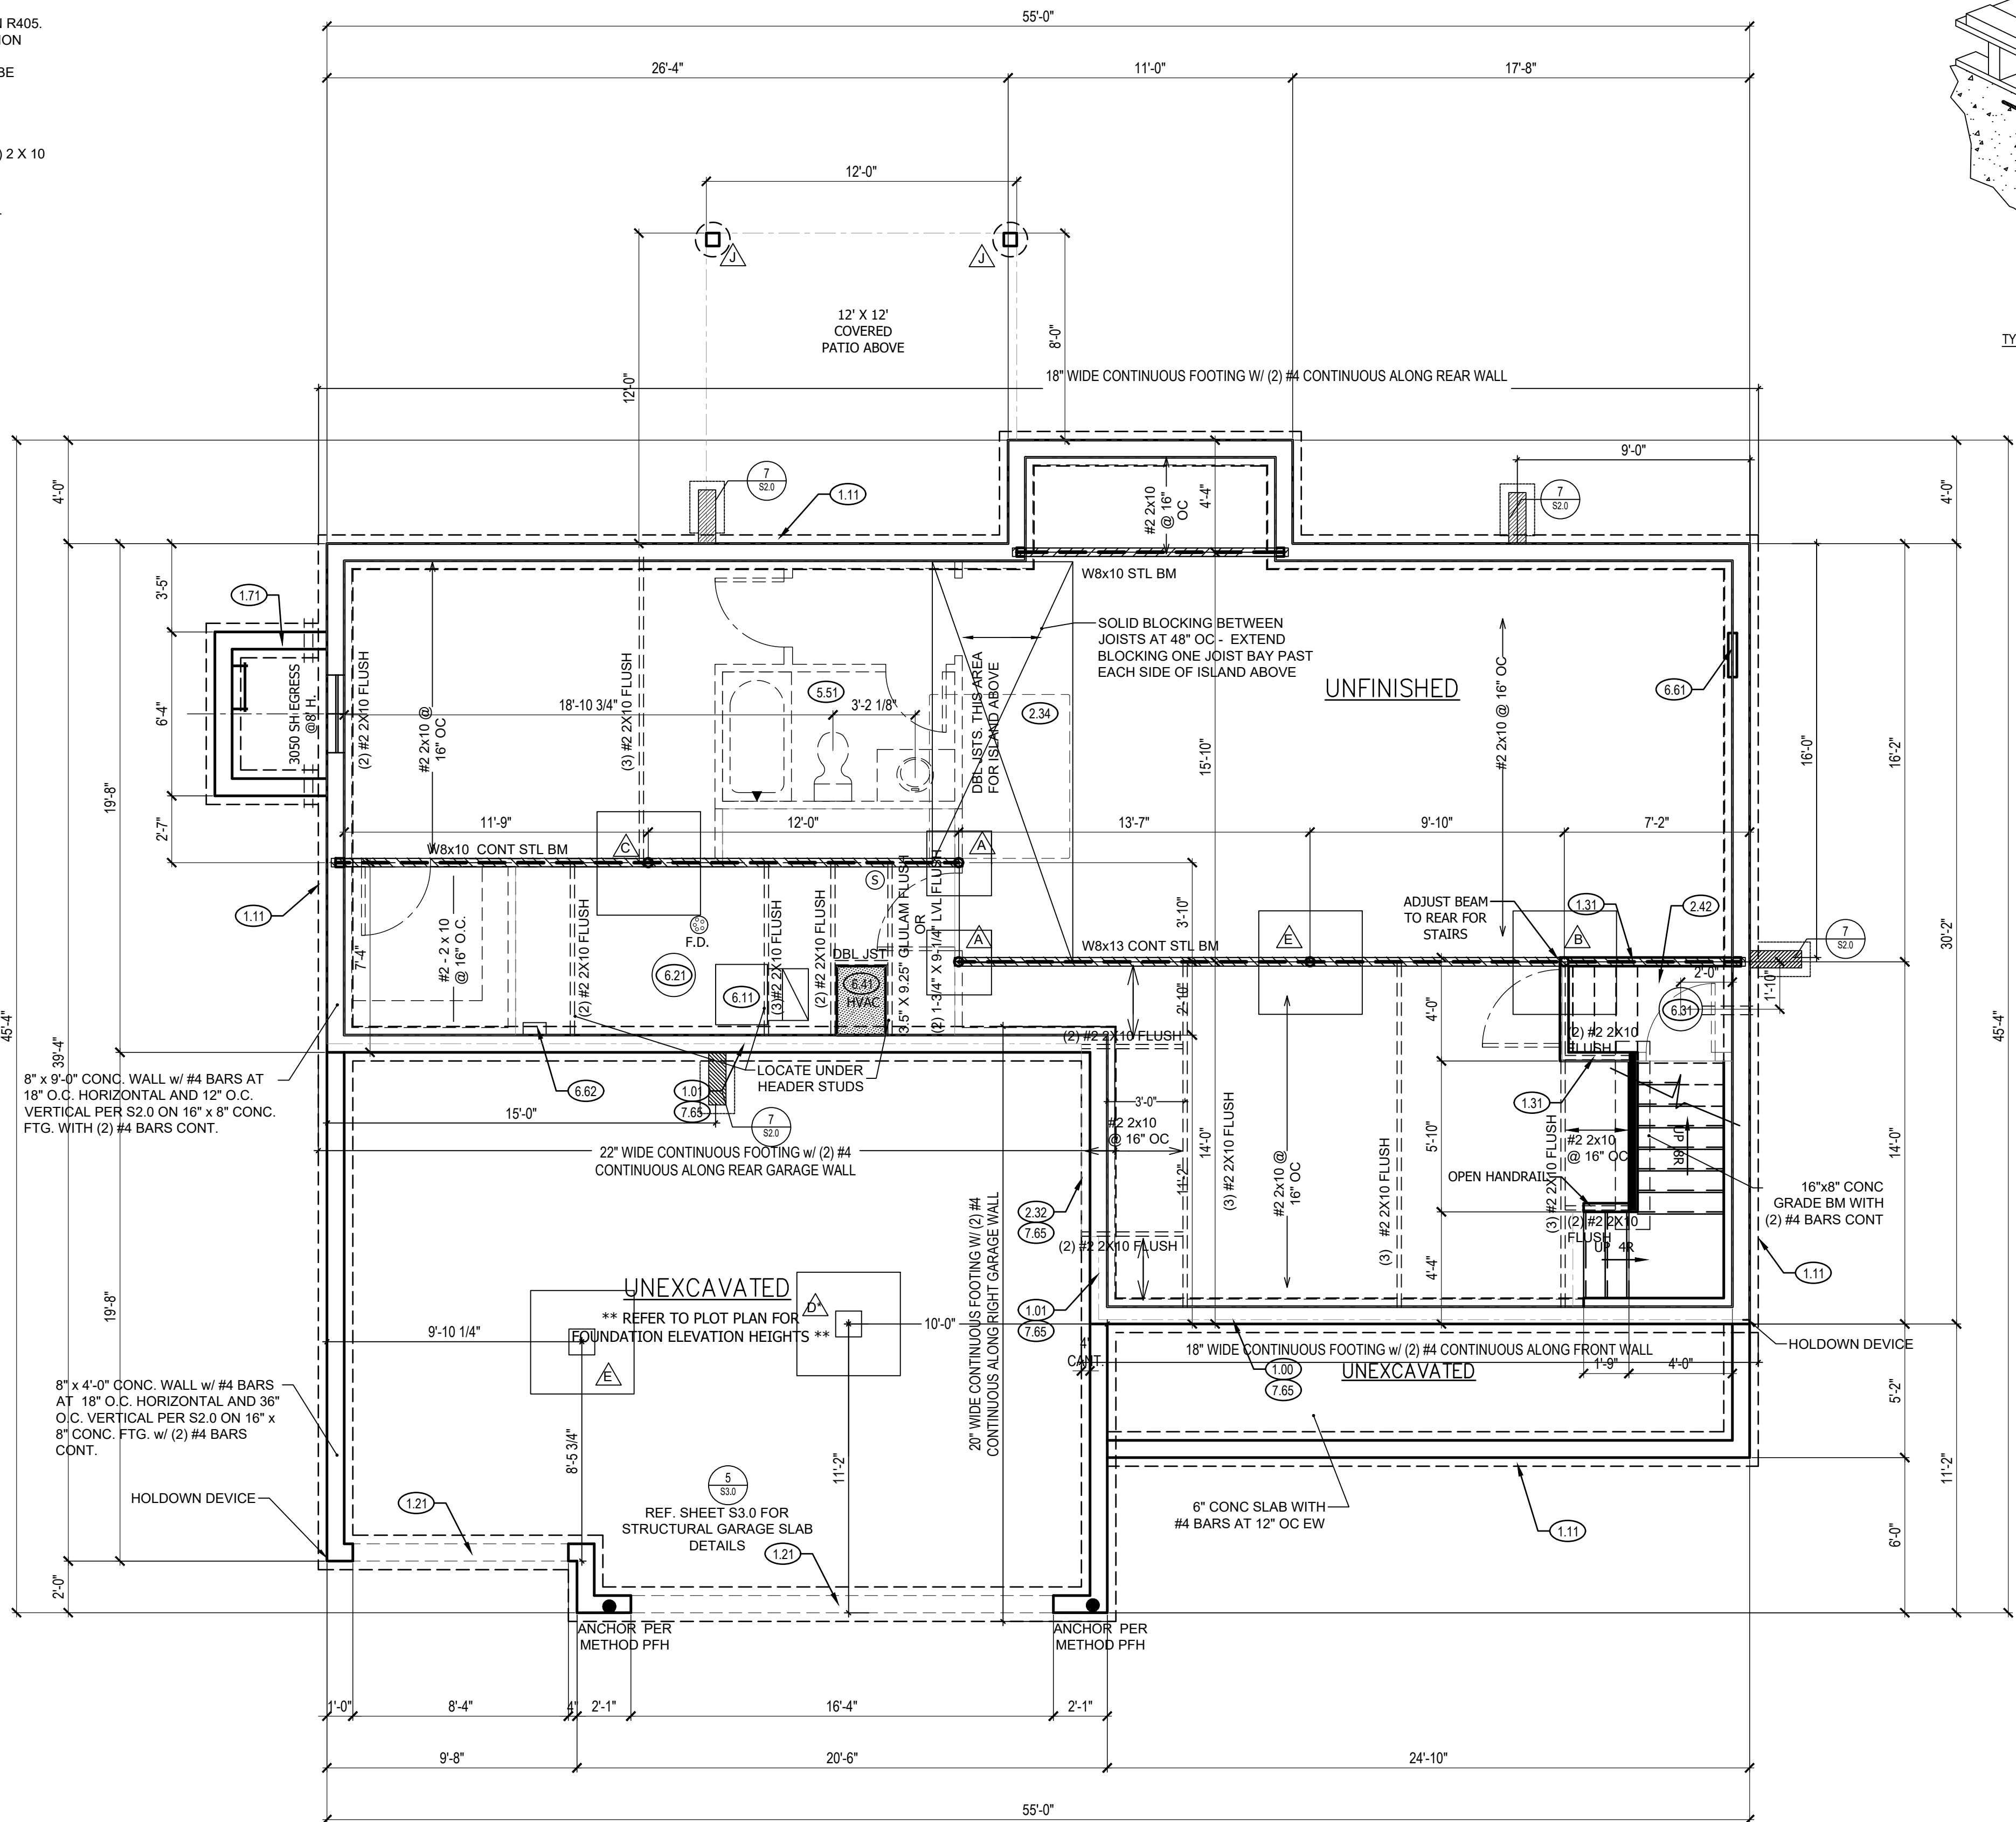 N R405.
ION
BE
) 2 X 10
TY
55'-0"
26'-4"
11'-0"
17'-8"
12'-0"
J
J
12' X 12'
COVERED
PATIO ABOVE
12'-0"
8'-0"
18" WIDE CONTINUOUS FOOTING W/ (2) #4 CONTINUOUS ALONG REAR WALL
9'-0"
4'-0"
7
S2.0
1.11
#2 2x10
@ 16"
OC
4'-4"
7
S2.0
4'-0"
W8x10 STL BM
3'-5"
1.71
SOLID BLOCKING BETWEEN
JOISTS AT 48" OC - EXTEND
BLOCKING ONE JOIST BAY PAST
EACH SIDE OF ISLAND ABOVE
UNFINISHED
6.61
3050 SH EGRESS
@8' H.
(2) #2 2X10 FLUSH
#2 2x10 @
16" OC
(3) #2 2X10 FLUSH
18'-10 3/4"
5.51
3'-2 1/8"
DBL JSTS. THIS AREA
FOR ISLAND ABOVE
2.34
#2 2x10 @ 16" OC
6'-4"
15'-10"
16'-0"
16'-2"
19'-8"
2'-7"
11'-9"
12'-0"
13'-7"
9'-10"
7'-2"
W8x10 CONT STL BM
C
A
S
1.11
F.D.
7'-4"
#2 - 2 x 10
@ 16" O.C.
(2) #2 2X10 FLUSH
6.21
6.11
(3)#2 2X10 FLUSH
(2) #2 2X10 FLUSH
DBL JST
6.41
HVAC
3.5" X 9.25" GLULAM FLUSH
OR
(2) 1-3/4" X 9-1/4" LVL FLUSH
A
W8x13 CONT STL BM
3'-10"
E
ADJUST BEAM
TO REAR FOR
STAIRS
1.31
2.42
B
7
S2.0
2'-0"
1'-10"
6.31
30'-2"
45'-4"
39'-4"
2'-10"
4'-0"
(2) #2 2X10 FLUSH
(2) #2 2X10
FLUSH
8" x 9'-0" CONC. WALL w/ #4 BARS AT
18" O.C. HORIZONTAL AND 12" O.C.
VERTICAL PER S2.0 ON 16" x 8" CONC.
FTG. WITH (2) #4 BARS CONT.
6.62
1.01
7.65
LOCATE UNDER
HEADER STUDS
15'-0"
7
S2.0
3'-0"
#2 2x10
@ 16" OC
1.31
22" WIDE CONTINUOUS FOOTING w/ (2) #4
CONTINUOUS ALONG REAR GARAGE WALL
11'-2"
14'-0"
(3) #2 2X10 FLUSH
#2 2x10 @
16" OC
(3) #2 2X10 FLUSH
5'-10"
(3) #2 2X10 FLUSH
#2 2x10
@ 16" OC
UP 8R
14'-0"
45'-4"
OPEN HANDRAIL
16"x8" CONC
GRADE BM WITH
(2) #4 BARS CONT
2.32
7.65
20" WIDE CONTINUOUS FOOTING W/ (2) #4
CONTINUOUS ALONG RIGHT GARAGE WALL
(2) #2 2X10 FLUSH
(2) #2 2X10
FLUSH
UP 4R
4'-4"
1.11
19'-8"
UNEXCAVATED
** REFER TO PLOT PLAN FOR
FOUNDATION ELEVATION HEIGHTS **
D*
1.01
7.65
9'-10 1/4"
10'-0"
E
4"
CANT.
18" WIDE CONTINUOUS FOOTING w/ (2) #4 CONTINUOUS ALONG FRONT WALL
HOLDOWN DEVICE
1.00
7.65
UNEXCAVATED
1'-9"
4'-0"
5'-2"
8" x 4'-0" CONC. WALL w/ #4 BARS
AT 18" O.C. HORIZONTAL AND 36"
O.C. VERTICAL PER S2.0 ON 16" x
8" CONC. FTG. w/ (2) #4 BARS
CONT.
8'-5 3/4"
11'-2"
11'-2"
HOLDOWN DEVICE
1.21
5
S3.0
REF. SHEET S3.0 FOR
STRUCTURAL GARAGE SLAB
DETAILS
1.21
6" CONC SLAB WITH
#4 BARS AT 12" OC EW
1.11
6'-0"
2'-0"
ANCHOR PER
METHOD PFH
ANCHOR PER
METHOD PFH
1'-0"
8'-4"
4"
2'-1"
16'-4"
2'-1"
9'-8"
20'-6"
24'-10"
55'-0"